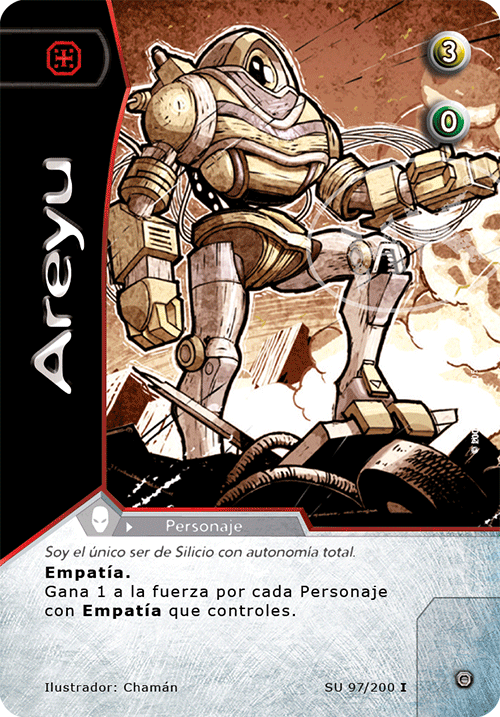 3
0
Areyu
Personaje
Soy el único ser de Silicio con autonomía total.
Empatía.
Gana 1 a la fuerza por cada Personaje
con Empatía que controles.
Ilustrador: Chamán
SU 97/200 I